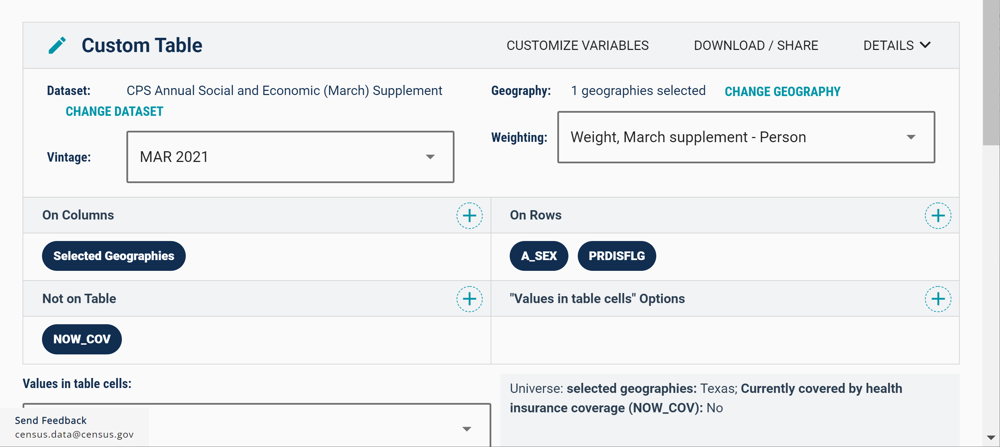 Custom Table
CUSTOMIZE VARIABLES
DOWNLOAD / SHARE
DETAILS
Dataset: CPS Annual Social and Economic (March) Supplement
CHANGE DATASET
Geography: 1 geographies selected CHANGE GEOGRAPHY
Vintage: MAR 2021
Weighting: Weight, March supplement - Person
On Columns
On Rows
Selected Geographies
A_SEX PRDISFLG
Not on Table
"Values in table cells" Options
NOW_COV
Values in table cells:
Universe: selected geographies: Texas; Currently covered by health
insurance coverage (NOW_COV): No
Send Feedback
census.data@census.gov